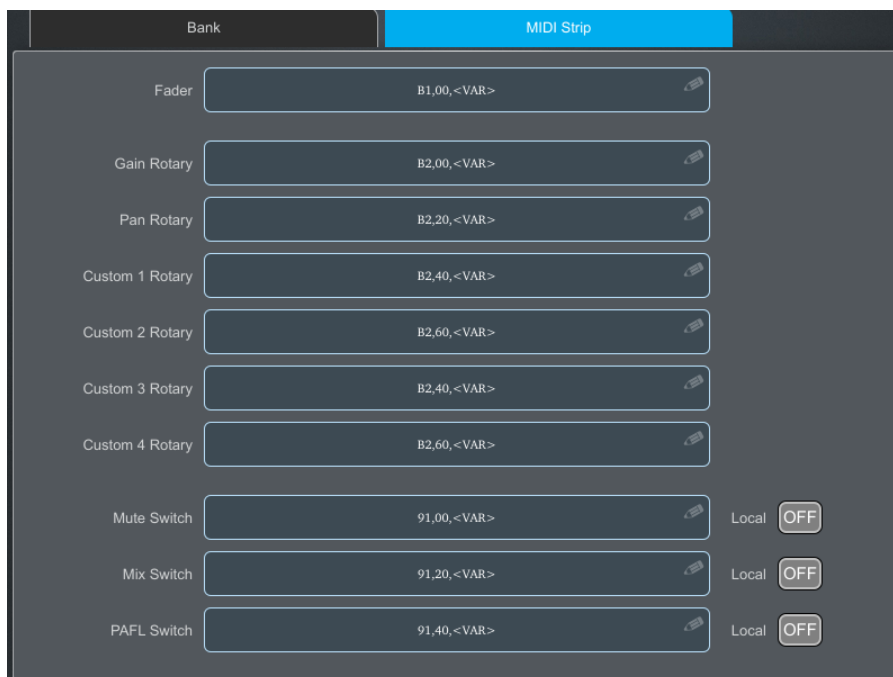 Bank MIDI Strip
Fader B1,00,<VAR>
Gain Rotary B2,00,<VAR>
Pan Rotary B2,20,<VAR>
Custom 1 Rotary B2,40,<VAR>
Custom 2 Rotary B2,60,<VAR>
Custom 3 Rotary B2,40,<VAR>
Custom 4 Rotary B2,60,<VAR>
Mute Switch 91,00,<VAR> Local OFF
Mix Switch 91,20,<VAR> Local OFF
PAFL Switch 91,40,<VAR> Local OFF